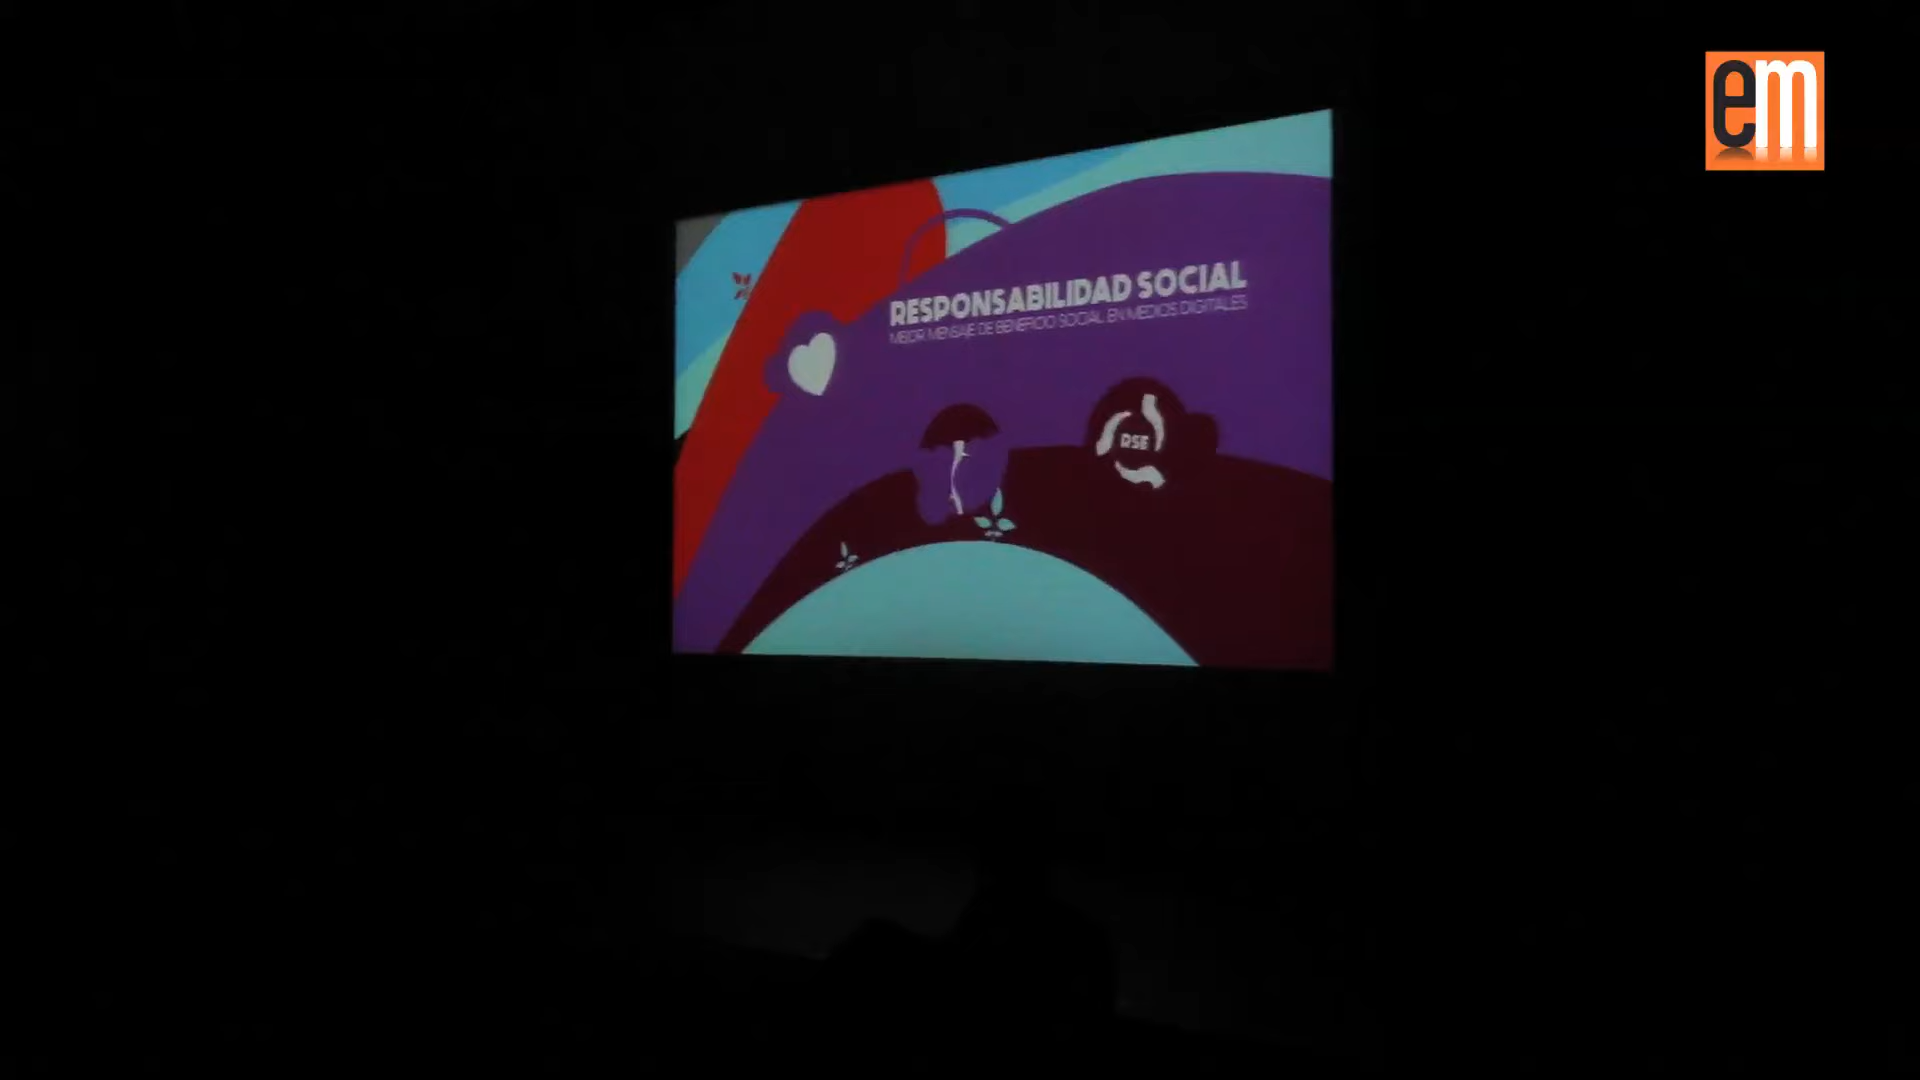 em
RESPONSABILIDAD SOCIAL
MEJOR MENSAJE DE BENEFICIO SOCIAL EN MEDIOS DIGITALES
RSE